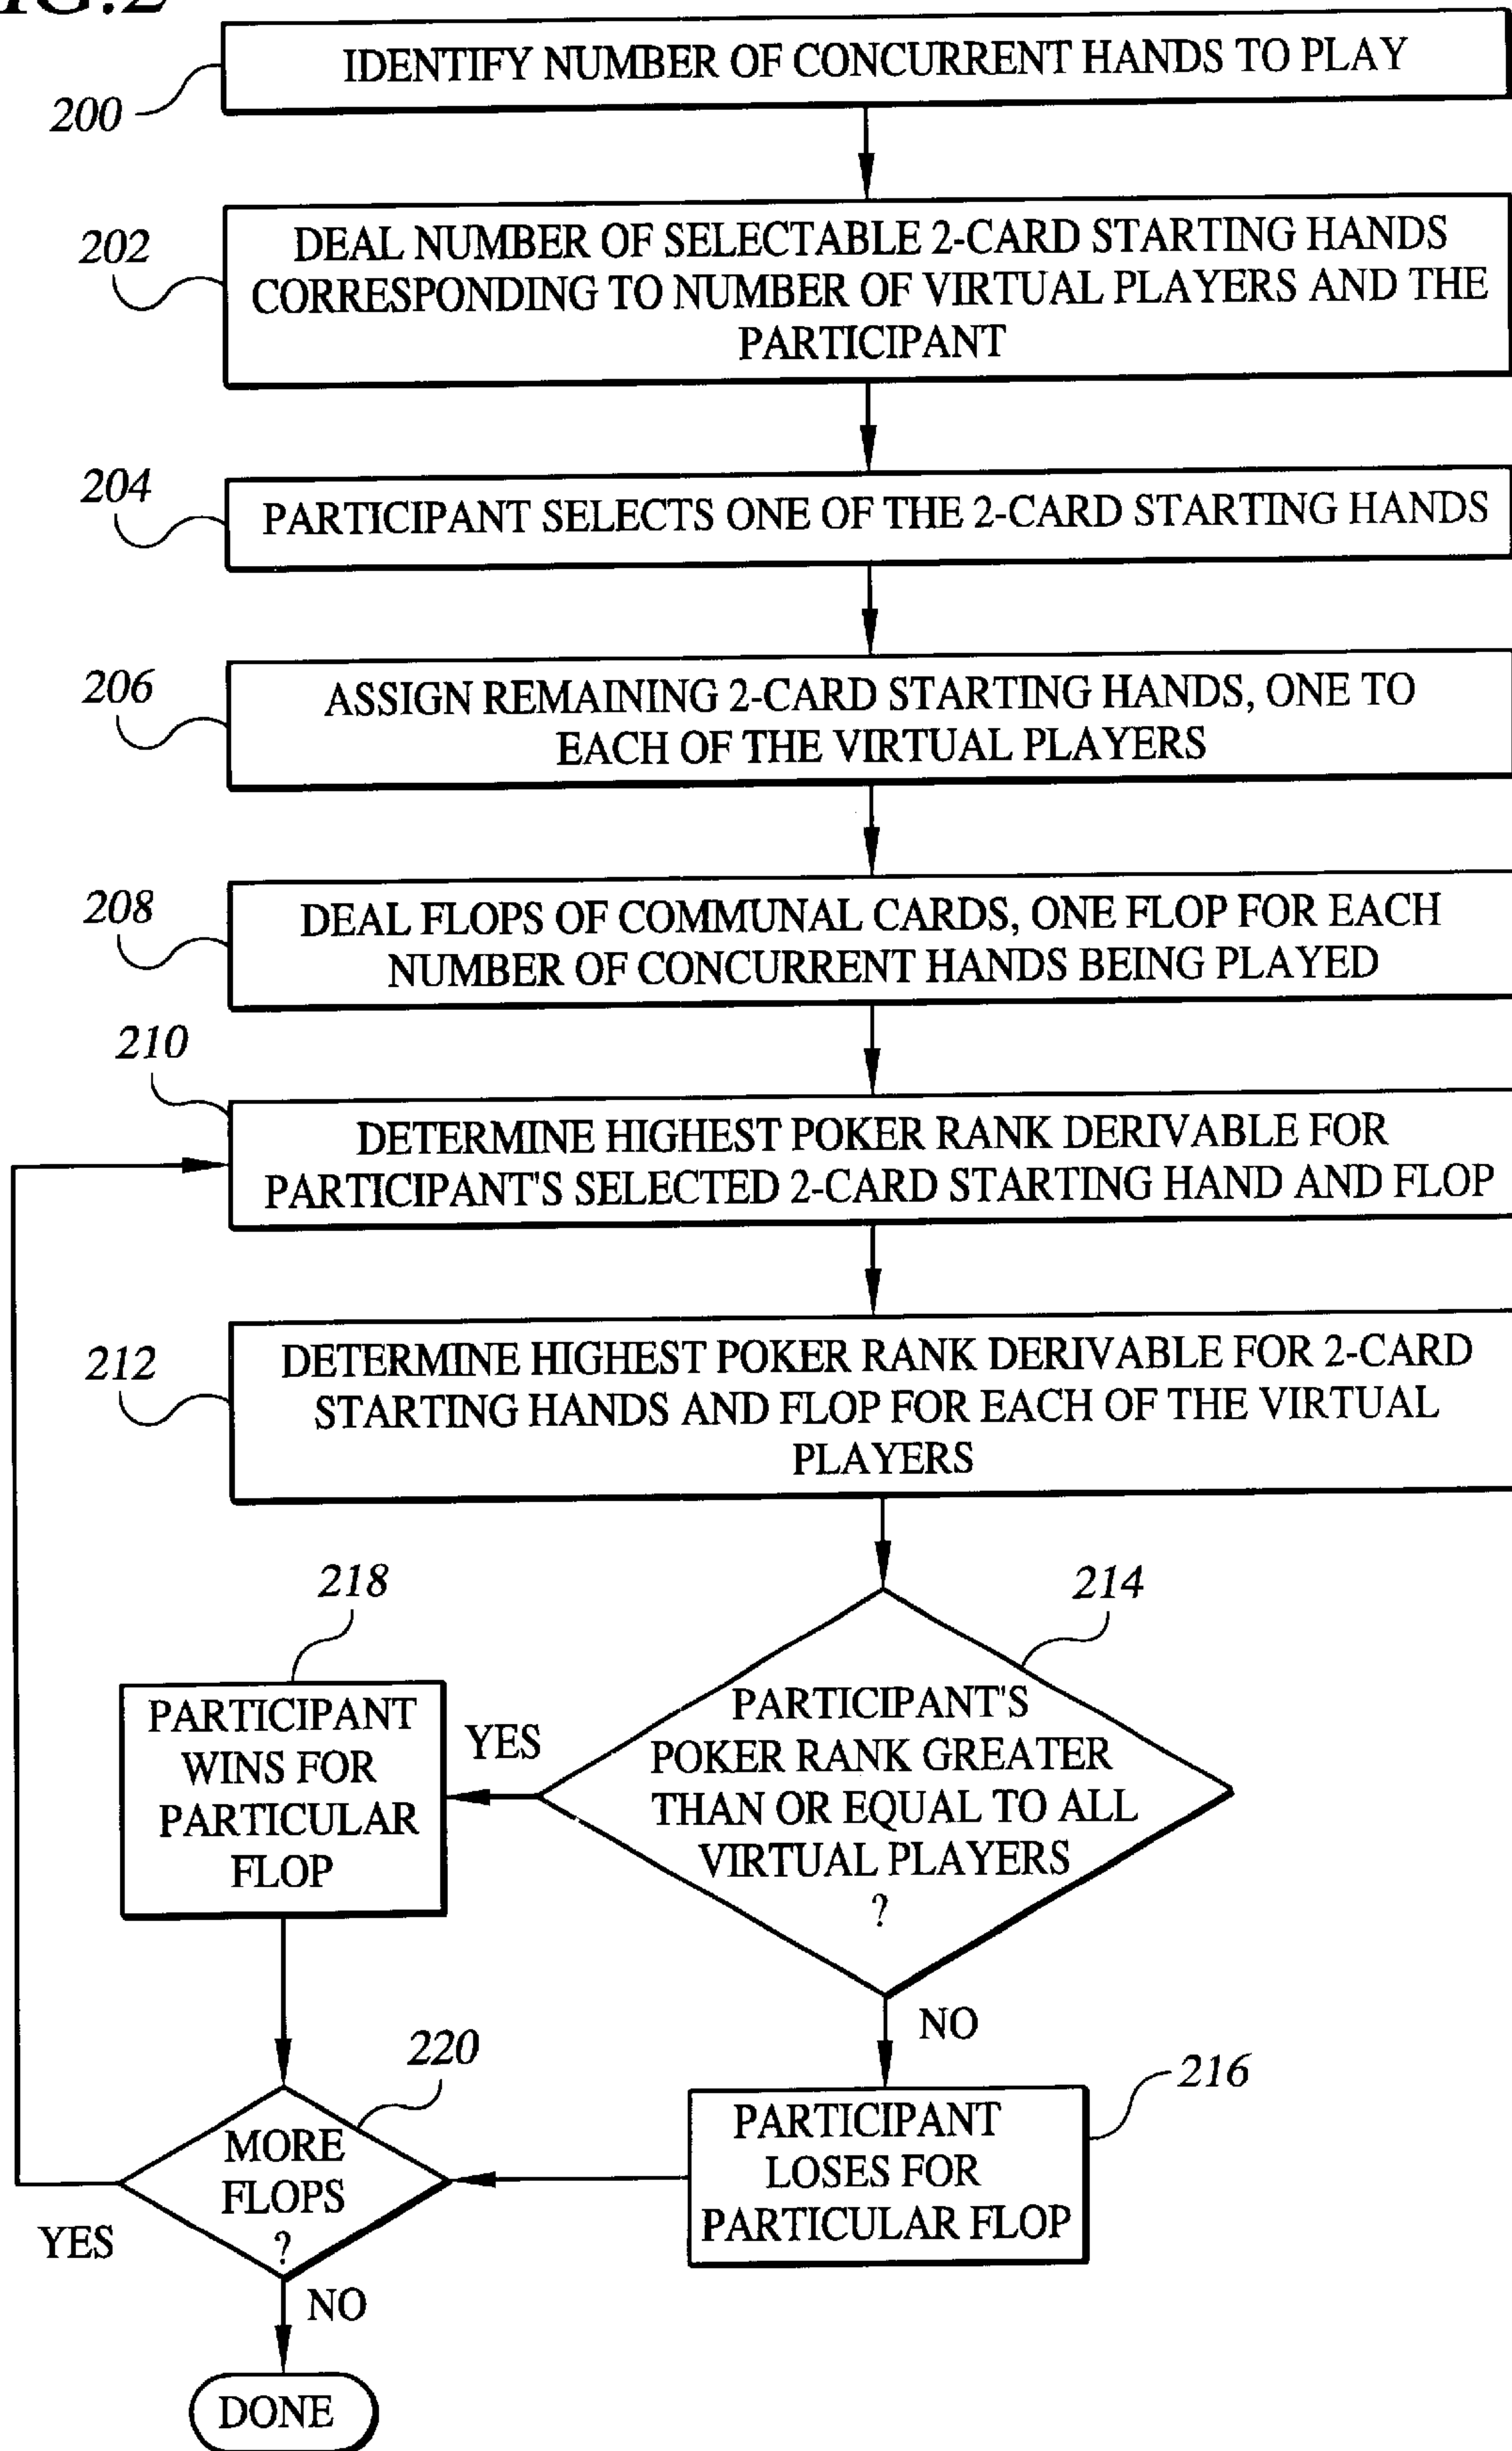 IDENTIFY NUMBER OF CONCURRENT HANDS TO PLAY
200
202
DEAL NUMBER OF SELECTABLE 2-CARD STARTING HANDS
CORRESPONDING TO NUMBER OF VIRTUAL PLAYERS AND THE
PARTICIPANT
204
PARTICIPANT SELECTS ONE OF THE 2-CARD STARTING HANDS
206
ASSIGN REMAINING 2-CARD STARTING HANDS, ONE TO
EACH OF THE VIRTUAL PLAYERS
208
DEAL FLOPS OF COMMUNAL CARDS, ONE FLOP FOR EACH
NUMBER OF CONCURRENT HANDS BEING PLAYED
210
DETERMINE HIGHEST POKER RANK DERIVABLE FOR
PARTICIPANT'S SELECTED 2-CARD STARTING HAND AND FLOP
212
DETERMINE HIGHEST POKER RANK DERIVABLE FOR 2-CARD
STARTING HANDS AND FLOP FOR EACH OF THE VIRTUAL
PLAYERS
214
PARTICIPANT'S
POKER RANK GREATER
THAN OR EQUAL TO ALL
VIRTUAL PLAYERS
?
YES
218
PARTICIPANT
WINS FOR
PARTICULAR
FLOP
NO
216
PARTICIPANT
LOSES FOR
PARTICULAR FLOP
220
MORE
FLOPS
?
YES
NO
DONE